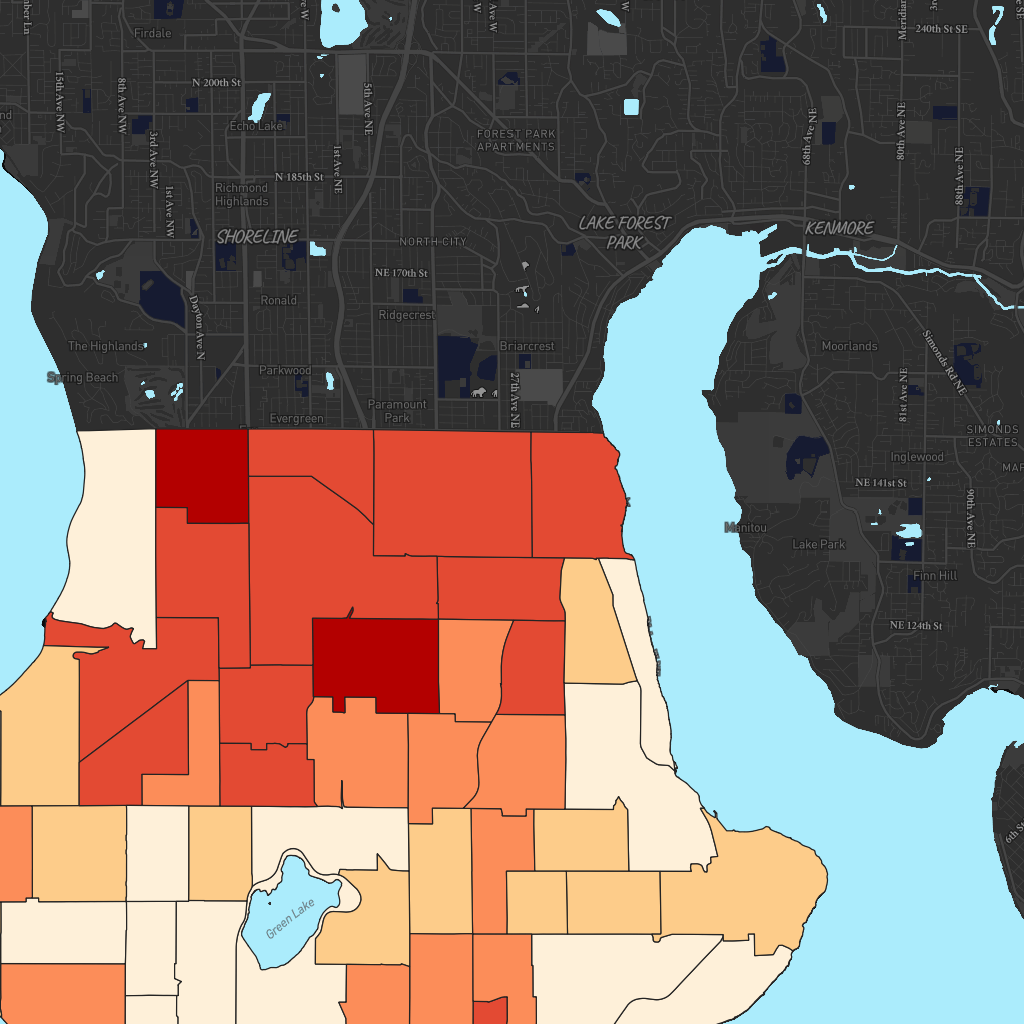 Firdale
240th St SE
N 200th St
15th Ave NW
8th Ave NW
3rd Ave NW
1st Ave NW
5th Ave NE
1st Ave NE
Echo Lake
FOREST PARK
APARTMENTS
68th Ave NE
80th Ave NE
88th Ave NE
N 185th St
Richmond
Highlands
SHORELINE
NORTH CITY
LAKE FOREST
PARK
KENMORE
NE 170th St
Ronald
Ridgecrest
Dayton Ave N
The Highlands
Briarcrest
Moorlands
Simonds Rd NE
Spring Beach
Parkwood
27th Ave NE
81st Ave NE
Paramount
Park
Evergreen
SIMONDS
ESTATES
Inglewood
NE 141st St
90th Ave NE
Manitou
Lake Park
Finn Hill
NE 124th St
Green Lake